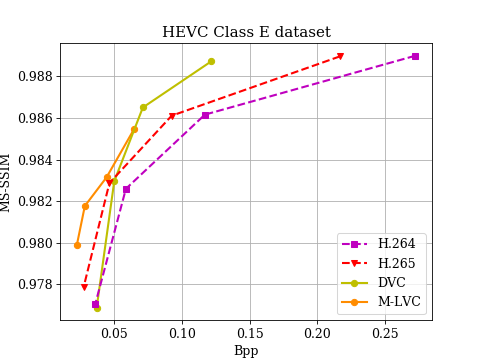 HEVC Class E dataset
0.988
0.986
0.984
0.982
0.980
0.978
MS-SSIM
H.264
H.265
DVC
M-LVC
0.05 0.10 0.15 0.20 0.25
Bpp